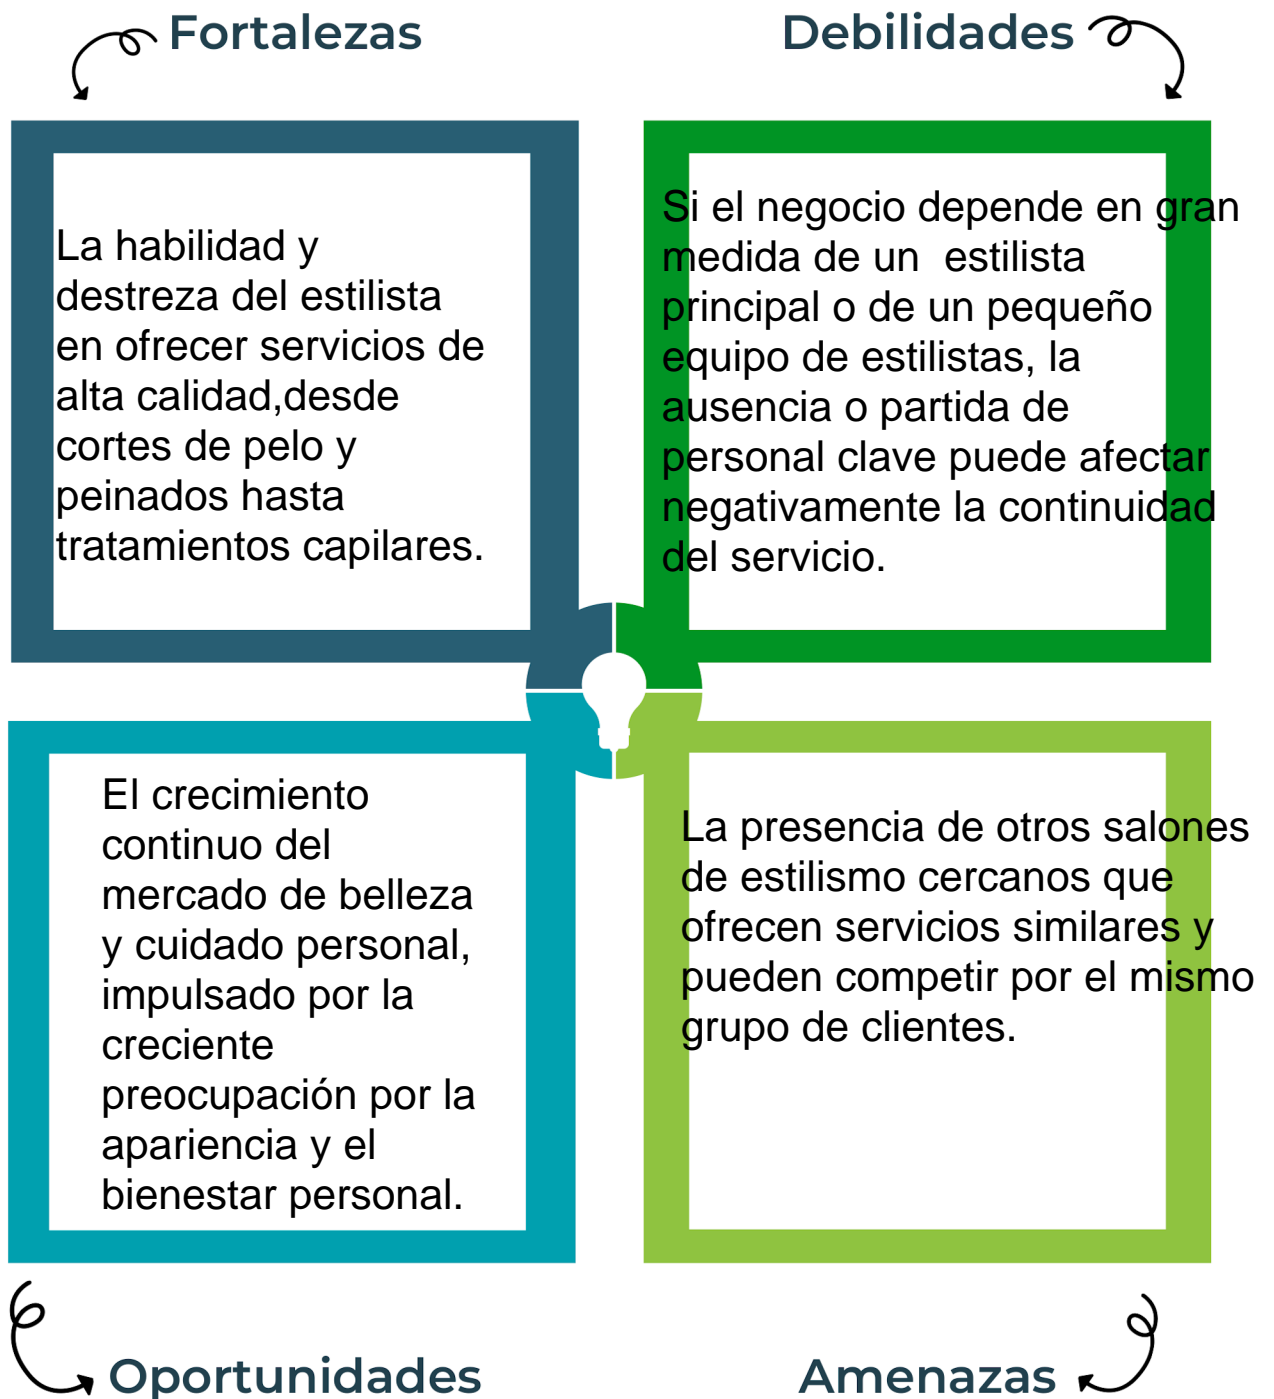 Fortalezas
La habilidad y
destreza del estilista
en ofrecer servicios de
alta calidad,desde
cortes de pelo y
peinados hasta
tratamientos capilares.
Debilidades
Si el negocio depende en gran
medida de un  estilista
principal o de un pequeño
equipo de estilistas, la
ausencia o partida de
personal clave puede afectar
negativamente la continuidad
del servicio.
El crecimiento
continuo del
mercado de belleza
y cuidado personal,
impulsado por la
creciente
preocupación por la
apariencia y el
bienestar personal.
Oportunidades
La presencia de otros salones
de estilismo cercanos que
ofrecen servicios similares y
pueden competir por el mismo
grupo de clientes.
Amenazas